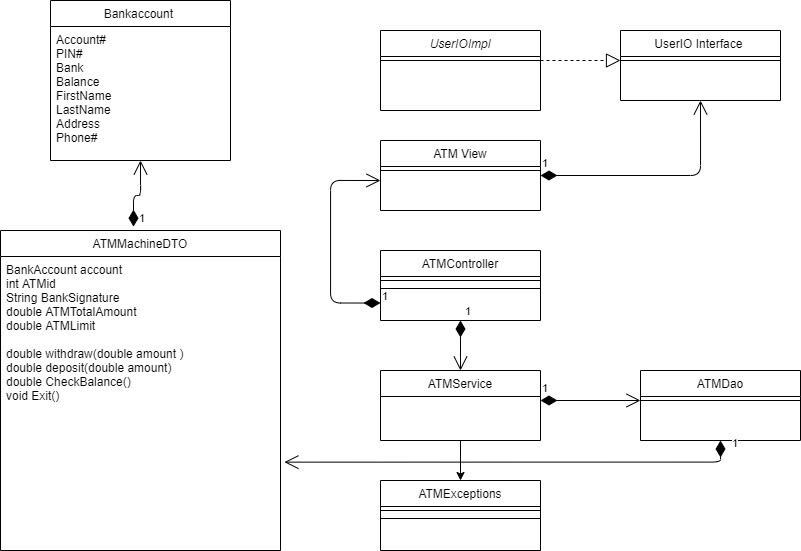 Bankaccount
Account#
PIN#
Bank
Balance
FirstName
LastName
Address
Phone#
1
ATMMachineDTO
BankAccount account
int ATMid
String BankSignature
double ATMTotalAmount
double ATMLimit
double withdraw(double amount )
double deposit(double amount)
double CheckBalance()
void Exit()
UserIOImpl
UserIO Interface
ATM View
1
ATMController
1
1
ATMService
1
ATMDao
1
ATMExceptions